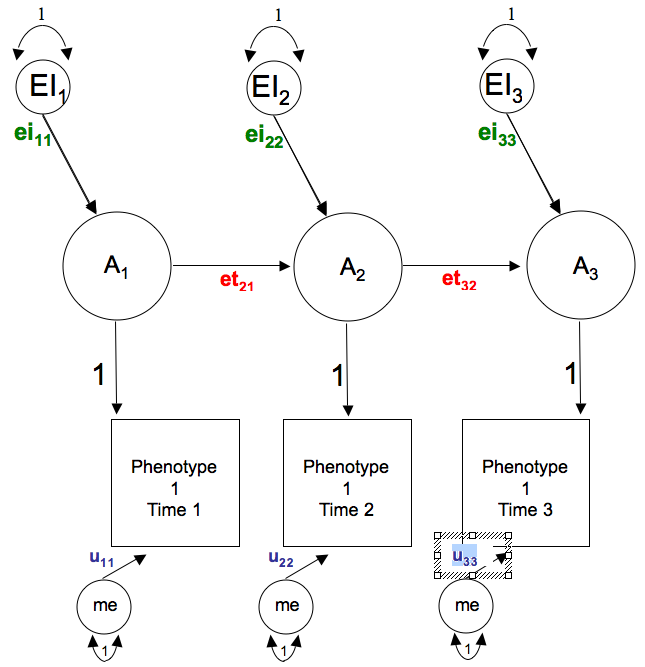 1 1 1
EI₁ EI₂ EI₃
ei₁₁ ei₂₂ ei₃₃
A₁ A₂ A₃
et₂₁ et₃₂
1 1 1
Phenotype Phenotype Phenotype
1 1 1
Time 1 Time 2 Time 3
u₁₁ u₂₂ u₃₃
me me me
1 1 1